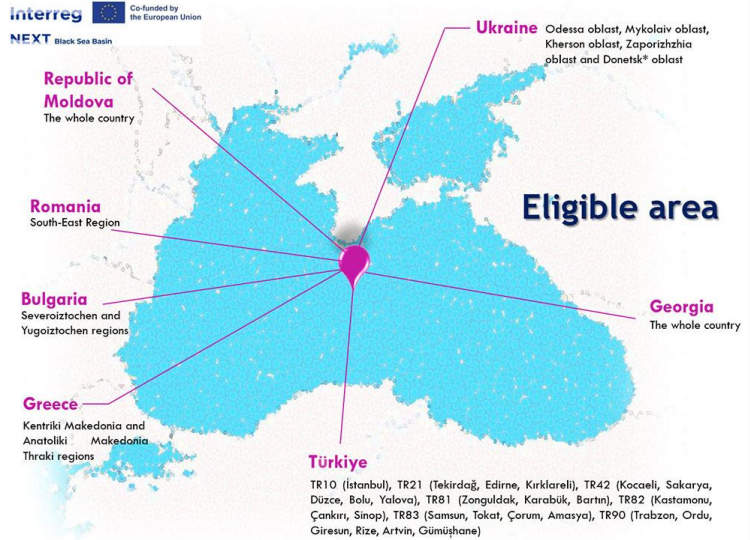 Interreg
Co-funded by
the European Union
NEXT Black Sea Basin
Ukraine
Odessa oblast, Mykolaiv oblast,
Kherson oblast, Zaporizhzhia
oblast and Donetsk* oblast
Republic of
Moldova
The whole country
Eligible area
Romania
South-East Region
Bulgaria
Severoiztochen and
Yugoiztochen regions
Georgia
The whole country
Greece
Kentriki Makedonia and
Anatoliki Makedonia
Thraki regions
Türkiye
TR10 (İstanbul), TR21 (Tekirdağ, Edirne, Kırklareli), TR42 (Kocaeli, Sakarya,
Düzce, Bolu, Yalova), TR81 (Zonguldak, Karabük, Bartın), TR82 (Kastamonu,
Çankırı, Sinop), TR83 (Samsun, Tokat, Çorum, Amasya), TR90 (Trabzon, Ordu,
Giresun, Rize, Artvin, Gümüşhane)